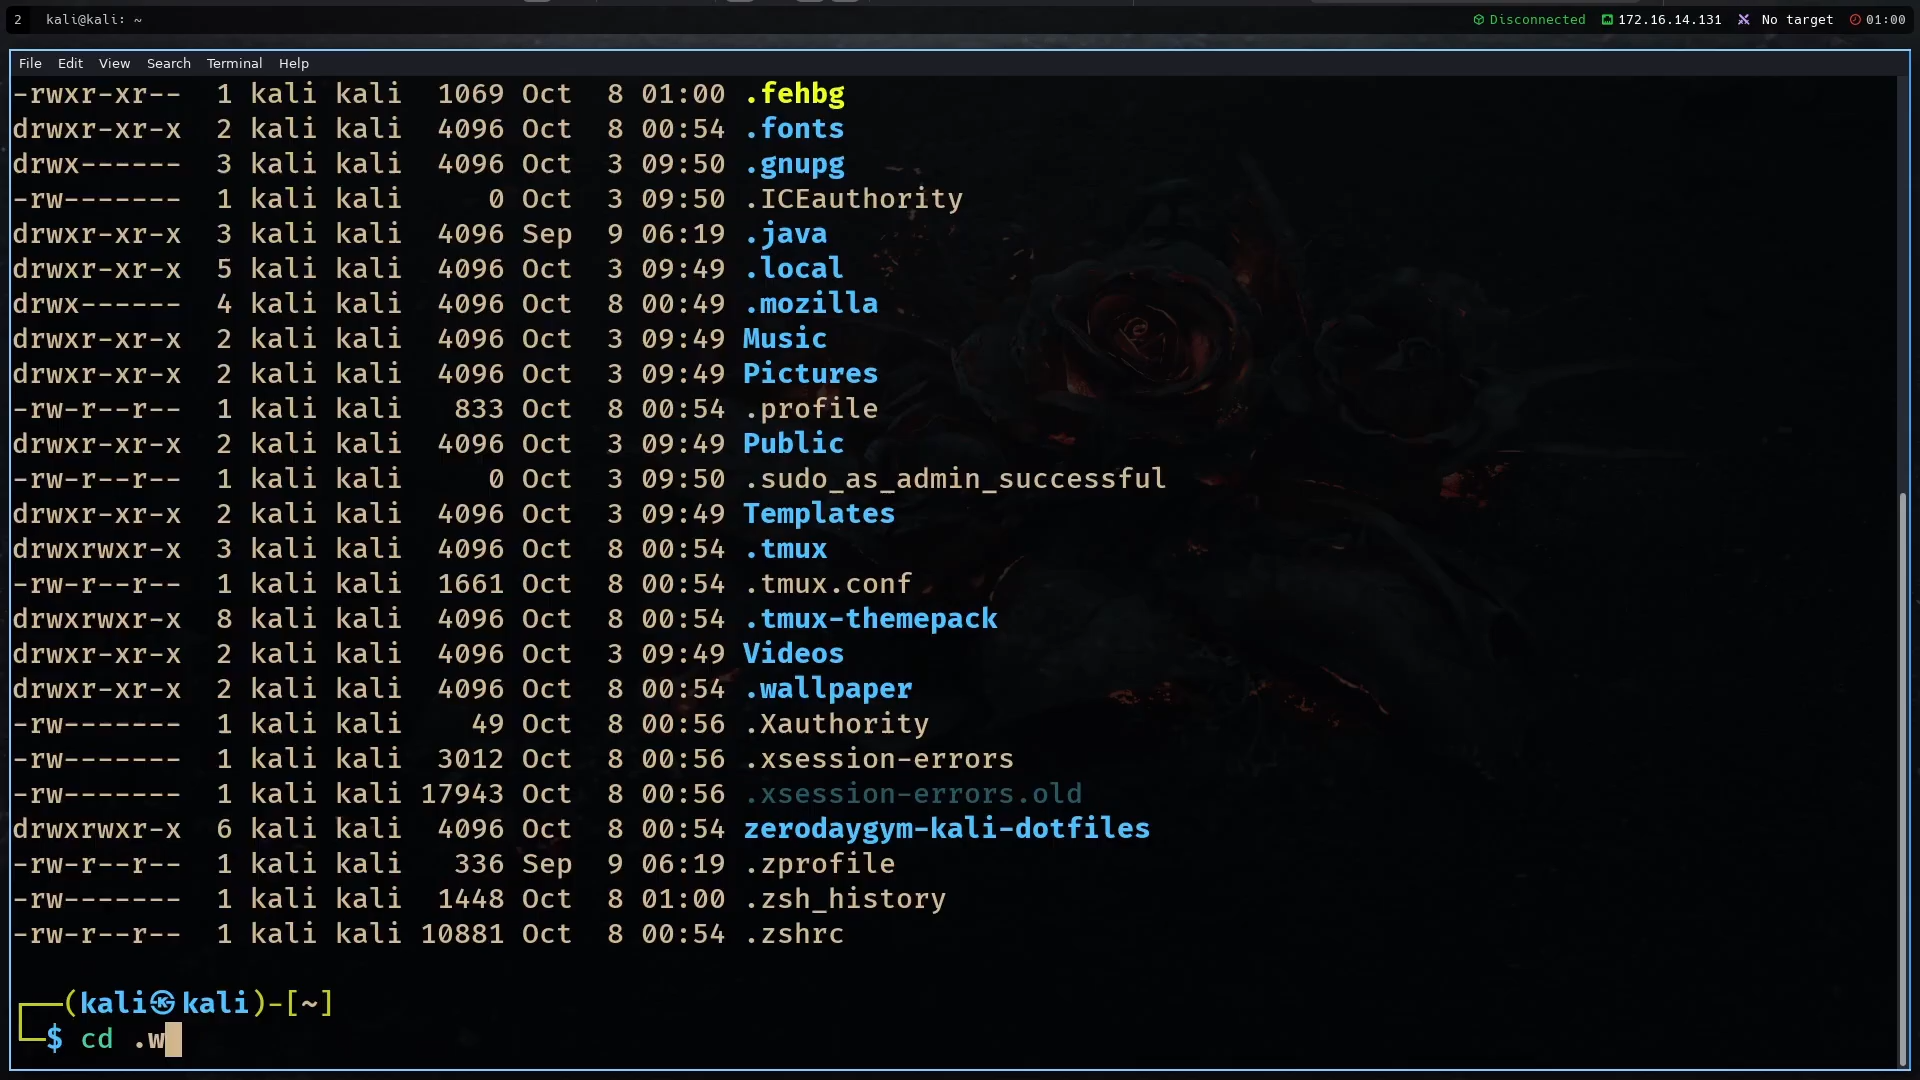 2 kali@kali: ~ Disconnected 172.16.14.131 No target 01:00
File Edit View Search Terminal Help
-rwxr-xr-- 1 kali kali 1069 Oct 8 01:00 .fehbg
drwxr-xr-x 2 kali kali 4096 Oct 8 00:54 .fonts
drwx------ 3 kali kali 4096 Oct 3 09:50 .gnupg
-rw------- 1 kali kali 0 Oct 3 09:50 .ICEauthority
drwxr-xr-x 3 kali kali 4096 Sep 9 06:19 .java
drwxr-xr-x 5 kali kali 4096 Oct 3 09:49 .local
drwx------ 4 kali kali 4096 Oct 8 00:49 .mozilla
drwxr-xr-x 2 kali kali 4096 Oct 3 09:49 Music
drwxr-xr-x 2 kali kali 4096 Oct 3 09:49 Pictures
-rw-r--r-- 1 kali kali 833 Oct 8 00:54 .profile
drwxr-xr-x 2 kali kali 4096 Oct 3 09:49 Public
-rw-r--r-- 1 kali kali 0 Oct 3 09:50 .sudo_as_admin_successful
drwxr-xr-x 2 kali kali 4096 Oct 3 09:49 Templates
drwxrwxr-x 3 kali kali 4096 Oct 8 00:54 .tmux
-rw-r--r-- 1 kali kali 1661 Oct 8 00:54 .tmux.conf
drwxrwxr-x 8 kali kali 4096 Oct 8 00:54 .tmux-themepack
drwxr-xr-x 2 kali kali 4096 Oct 3 09:49 Videos
drwxr-xr-x 2 kali kali 4096 Oct 8 00:54 .wallpaper
-rw------- 1 kali kali 49 Oct 8 00:56 .Xauthority
-rw------- 1 kali kali 3012 Oct 8 00:56 .xsession-errors
-rw------- 1 kali kali 17943 Oct 8 00:56 .xsession-errors.old
drwxrwxr-x 6 kali kali 4096 Oct 8 00:54 zerodaygym-kali-dotfiles
-rw-r--r-- 1 kali kali 336 Sep 9 06:19 .zprofile
-rw------- 1 kali kali 1448 Oct 8 01:00 .zsh_history
-rw-r--r-- 1 kali kali 10881 Oct 8 00:54 .zshrc
┌──(kali㉿kali)-[~]
└─$ cd .w